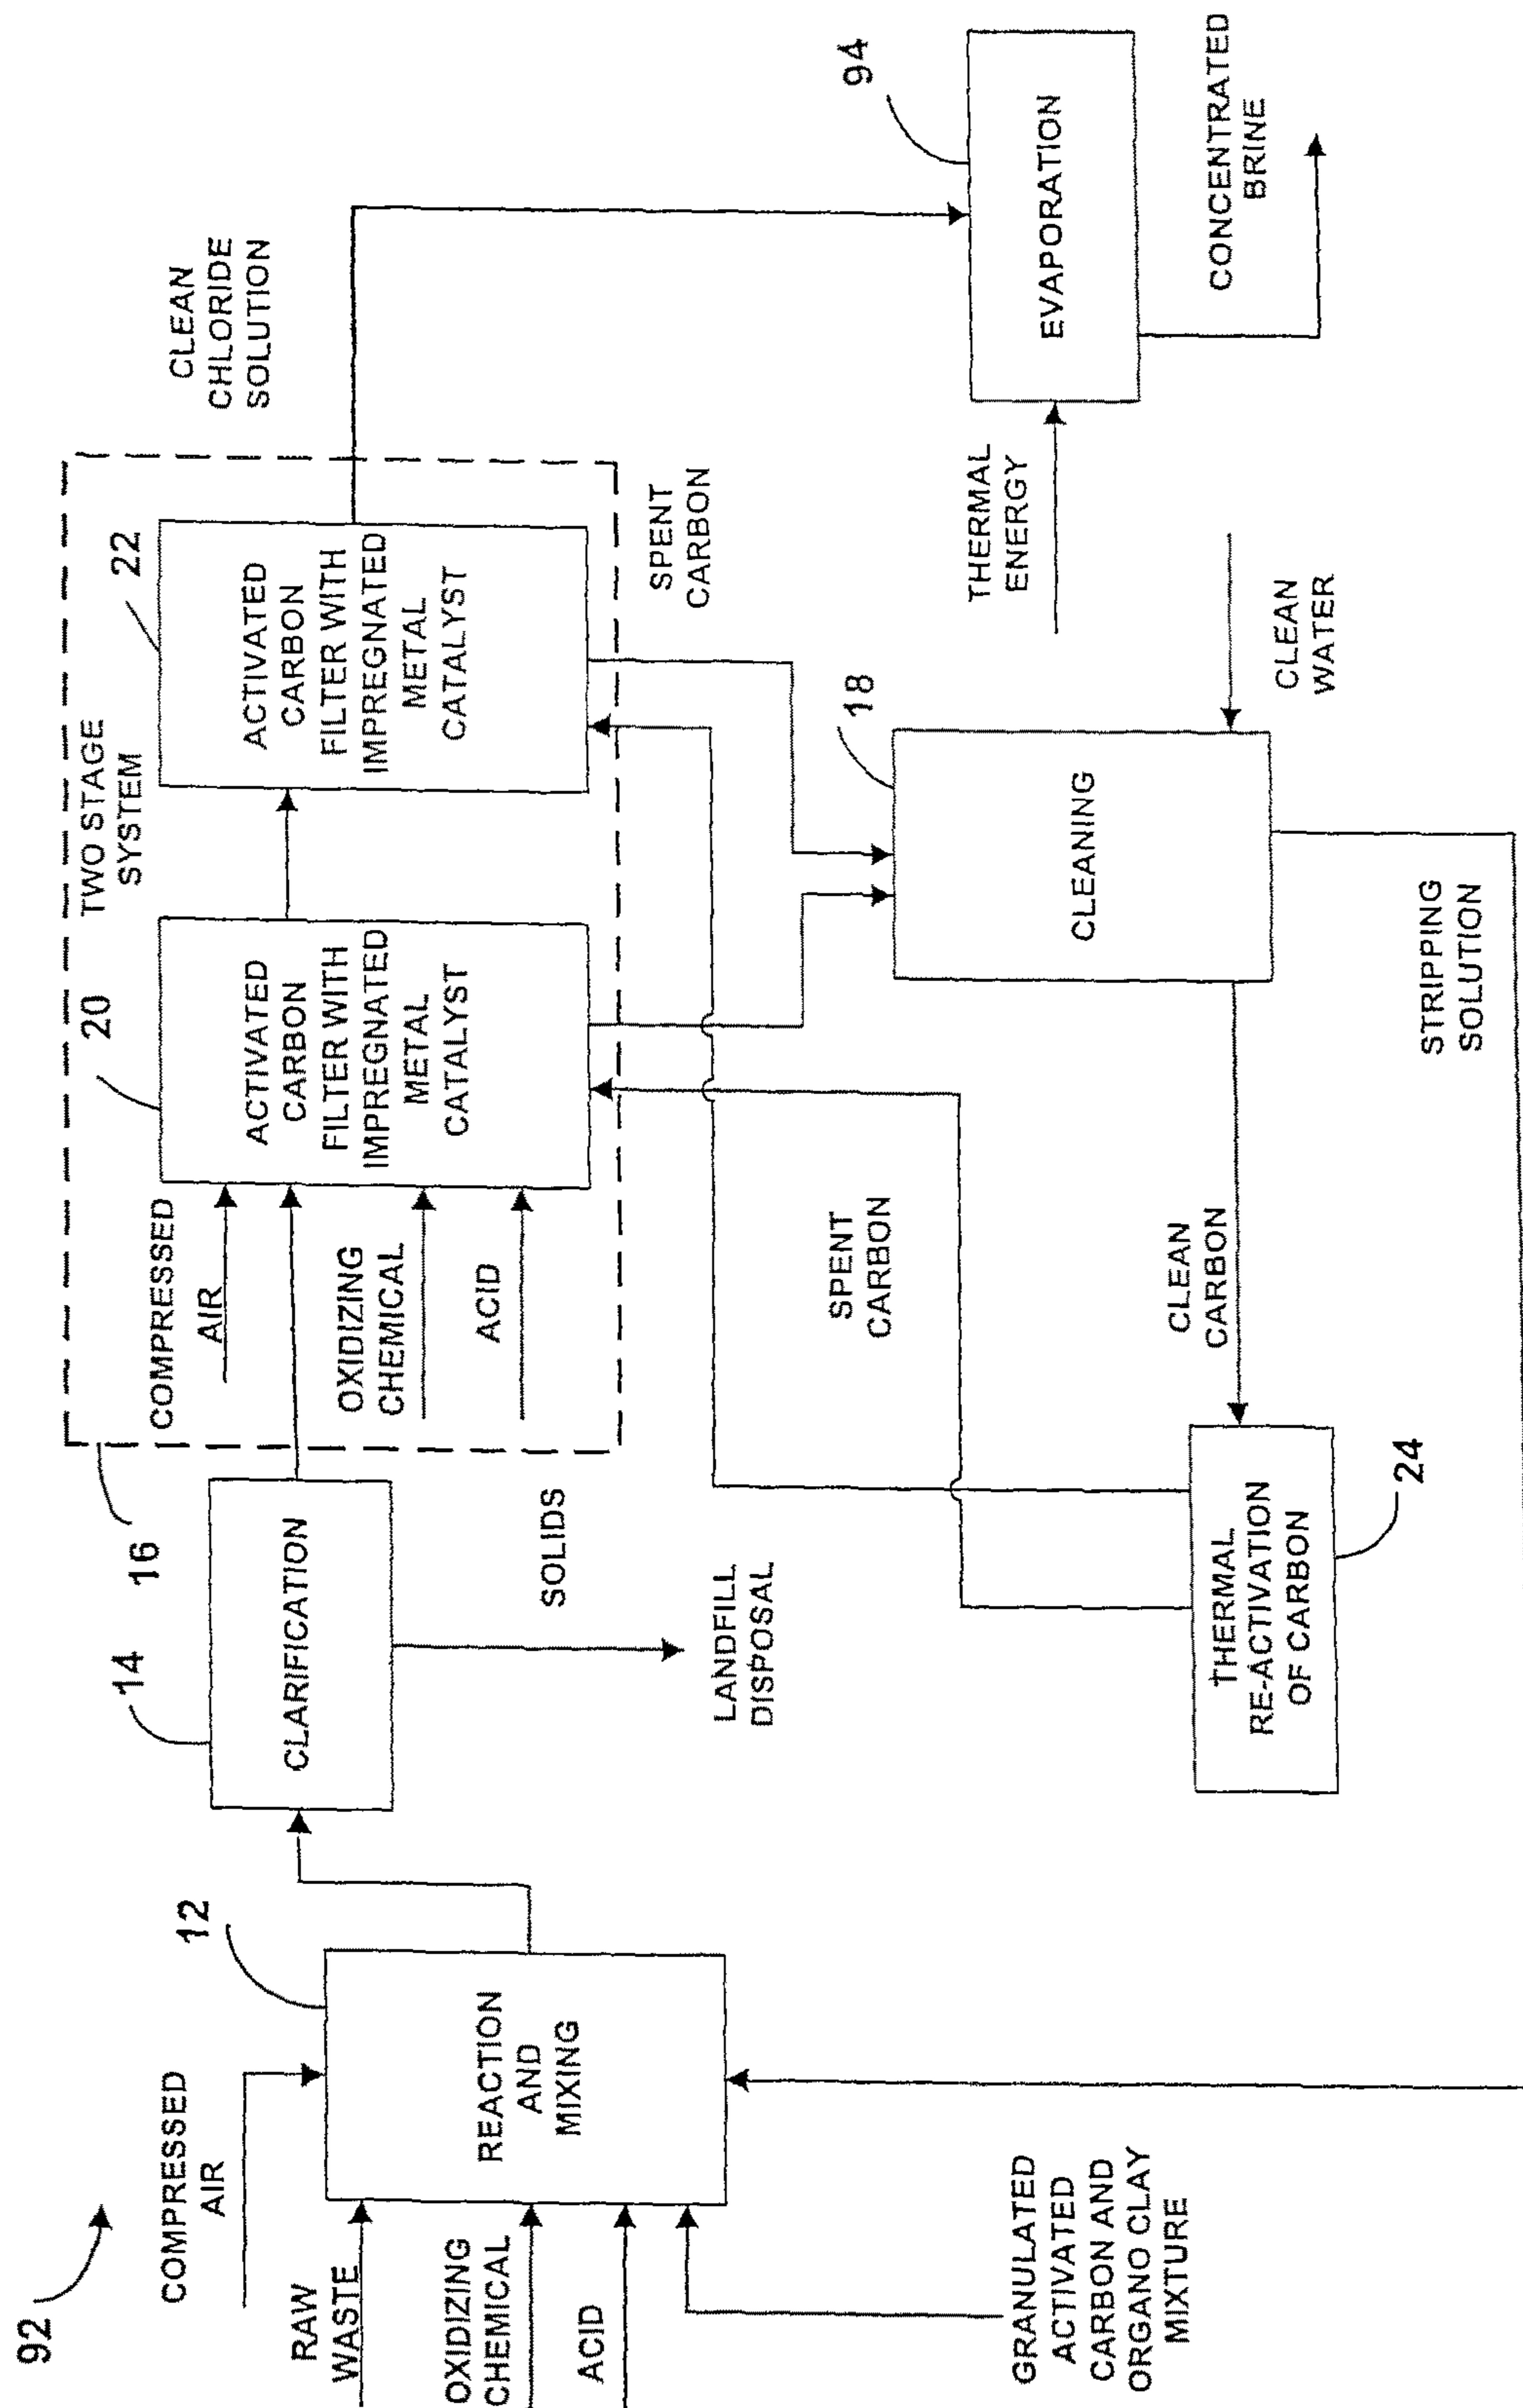 92
COMPRESSED
AIR
RAW
WASTE
OXIDIZING
CHEMICAL
ACID
GRANULATED
ACTIVATED
CARBON AND
ORGANO CLAY
MIXTURE
12
REACTION
AND
MIXING
14
CLARIFICATION
SOLIDS
LANDFILL
DISPOSAL
16
TWO STAGE
SYSTEM
COMPRESSED
AIR
OXIDIZING
CHEMICAL
ACID
20
ACTIVATED
CARBON
FILTER WITH
IMPREGNATED
METAL
CATALYST
22
ACTIVATED
CARBON
FILTER WITH
IMPREGNATED
METAL
CATALYST
CLEAN
CHLORIDE
SOLUTION
SPENT
CARBON
SPENT
CARBON
THERMAL
RE-ACTIVATION
OF CARBON
24
CLEAN
CARBON
18
CLEANING
CLEAN
WATER
STRIPPING
SOLUTION
THERMAL
ENERGY
94
EVAPORATION
CONCENTRATED
BRINE